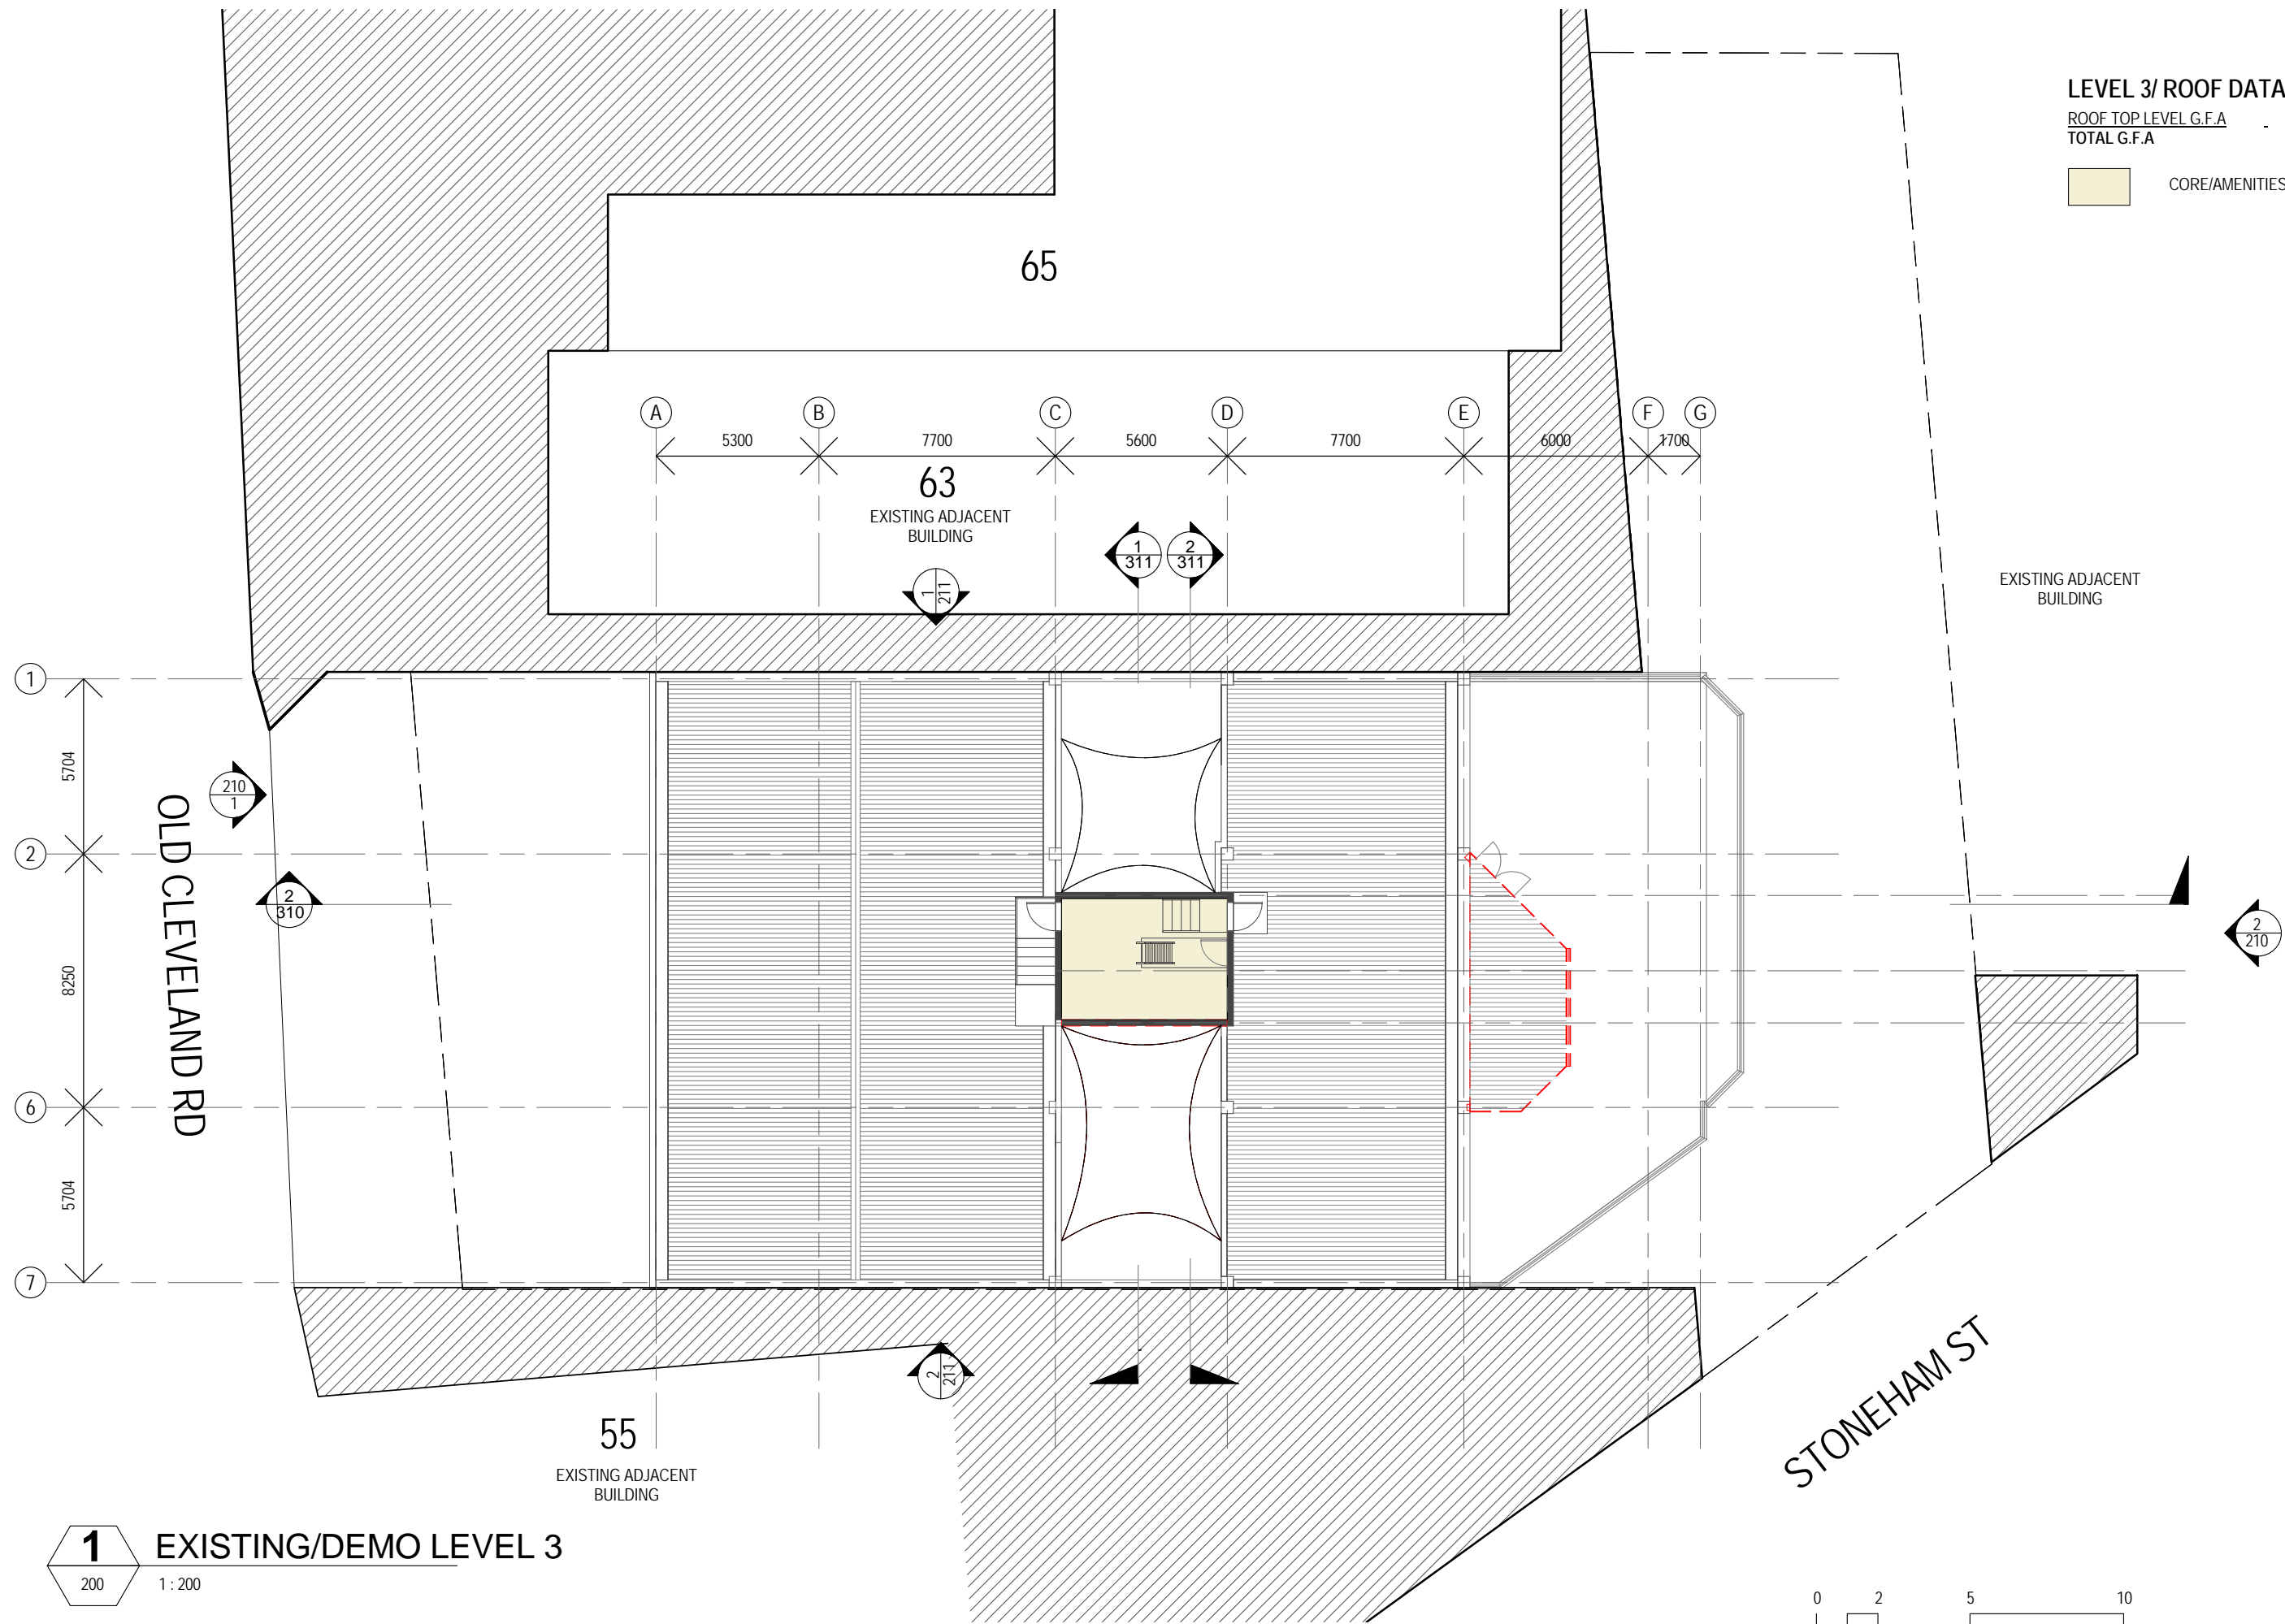 LEVEL 3/ ROOF DATA
ROOF TOP LEVEL G.F.A -
TOTAL G.F.A
CORE/AMENITIES
65
A B C D E F G
5300 7700 5600 7700 6000 1700
63
EXISTING ADJACENT
BUILDING
1
311
2
311
1
211
EXISTING ADJACENT
BUILDING
1
5704
210
1
OLD CLEVELAND RD
2
2
310
2
210
8250
6
5704
7
2
211
STONEHAM ST
55
EXISTING ADJACENT
BUILDING
1
200
EXISTING/DEMO LEVEL 3
1 : 200
0 2 5 10